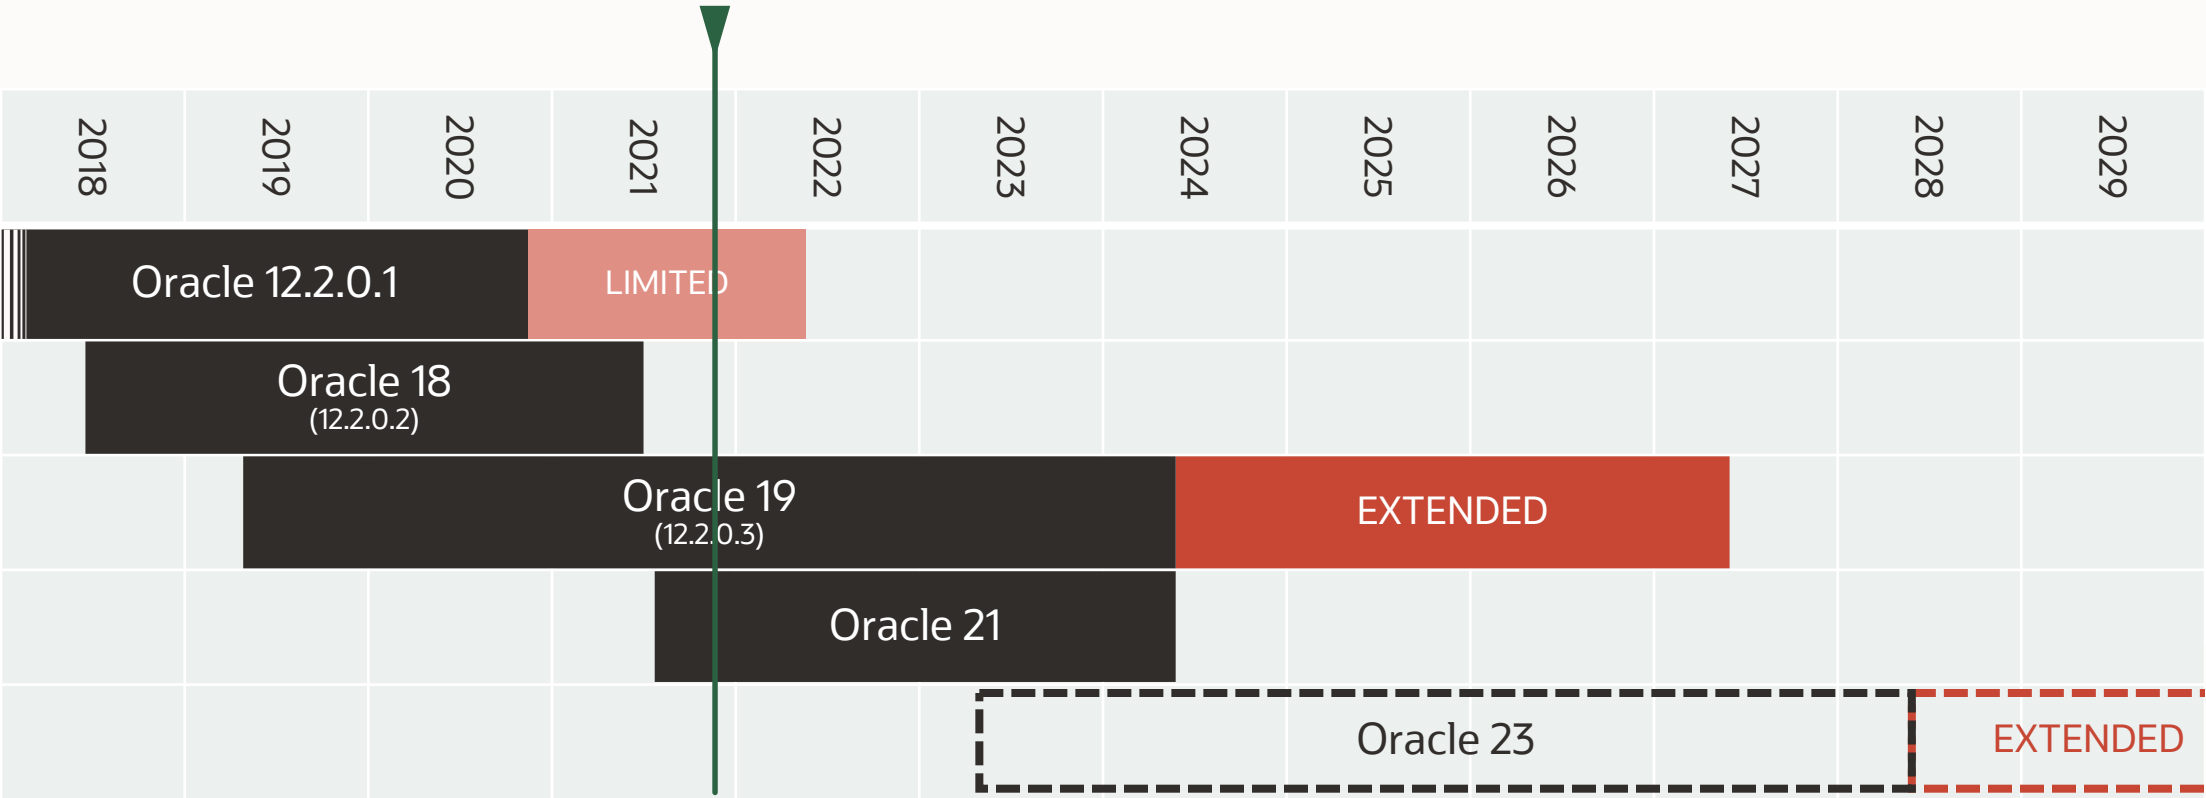 2018
2019
2020
2021
2022
2023
2024
2025
2026
2027
2028
2029
Oracle 12.2.0.1
LIMITED
Oracle 18
(12.2.0.2)
Oracle 19
(12.2.0.3)
EXTENDED
Oracle 21
Oracle 23
EXTENDED